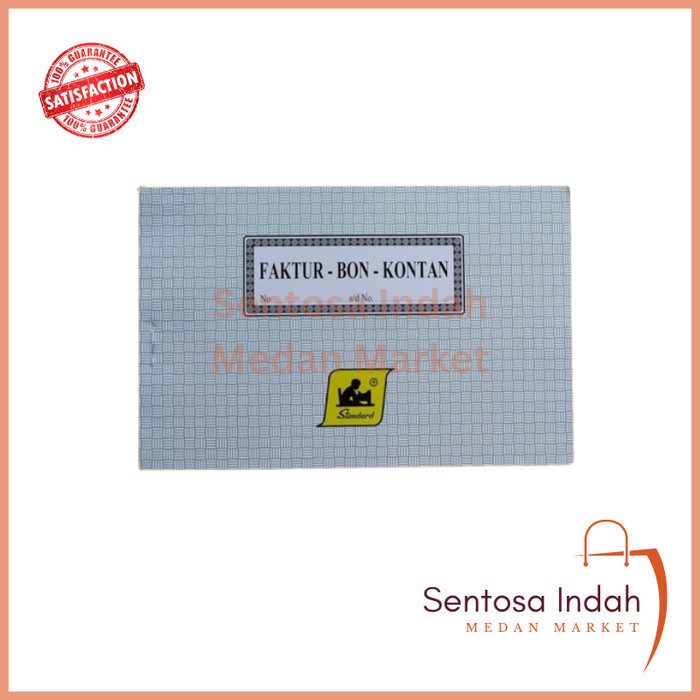 100% GUARANTEE
SATISFACTION
100% GUARANTEE
FAKTUR - BON - KONTAN
No. s/d No.
Sentosa Indah
Medan Market
®
Standard
Sentosa Indah
MEDAN MARKET